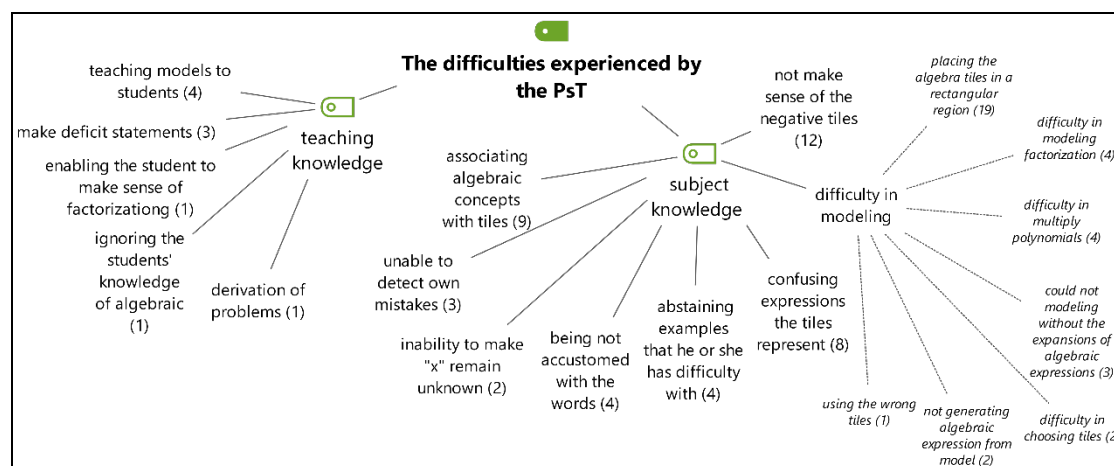 The difficulties experienced by
the PsT
teaching models to
students (4)
make deficit statements (3)
enabling the student to
make sense of
factorizationg (1)
ignoring the
students'
knowledge
of algebraic
(1)
derivation of
problems (1)
teaching
knowledge
associating
algebraic
concepts
with tiles (9)
unable to
detect own
mistakes (3)
inability to make
"x" remain
unknown (2)
being not
accustomed
with the
words (4)
abstaining
examples
that he or she
has difficulty
with (4)
confusing
expressions
the tiles
represent (8)
subject
knowledge
not make
sense of the
negative tiles
(12)
difficulty in
modeling
placing the
algebra tiles in a
rectangular
region (19)
difficulty in
modeling
factorization (4)
difficulty in
multiply
polynomials (4)
could not
modeling
without the
expansions of
algebraic
expressions (3)
difficulty in
choosing tiles (2
not generating
algebraic
expression from
model (2)
using the wrong
tiles (1)